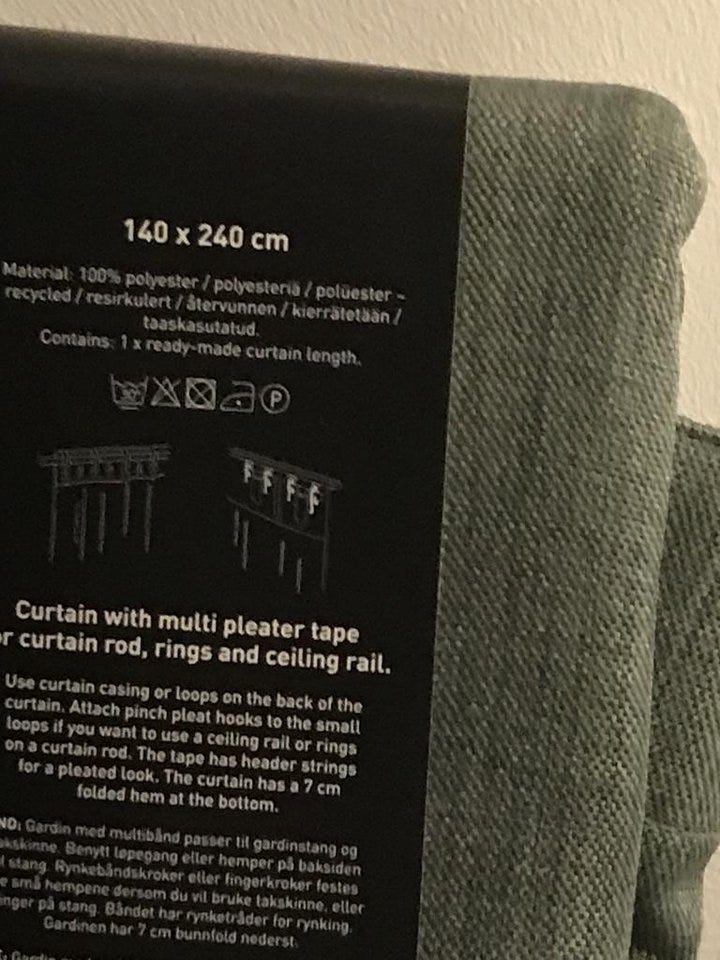 140 x 240 cm
Material: 100% polyester / polyesteriä / polüester –
recycled / resirkulert / återvunnen / kierrätetään /
taaskasutatud.
Contains: 1 x ready-made curtain length.
30° P
Curtain with multi pleater tape
or curtain rod, rings and ceiling rail.
Use curtain casing or loops on the back of the
curtain. Attach pinch pleat hooks to the small
loops if you want to use a ceiling rail or rings
on a curtain rod. The tape has header strings
for a pleated look. The curtain has a 7 cm
folded hem at the bottom.
NO: Gardin med multibånd passer til gardinstang og
akskinne. Benytt løpegang eller hemper på baksiden
l stang. Rynkebåndskroker eller fingerkroker festes
e små hempene dersom du vil bruke takskinne, eller
inger på stang. Båndet har rynketråder for rynking.
Gardinen har 7 cm bunnfold nederst.